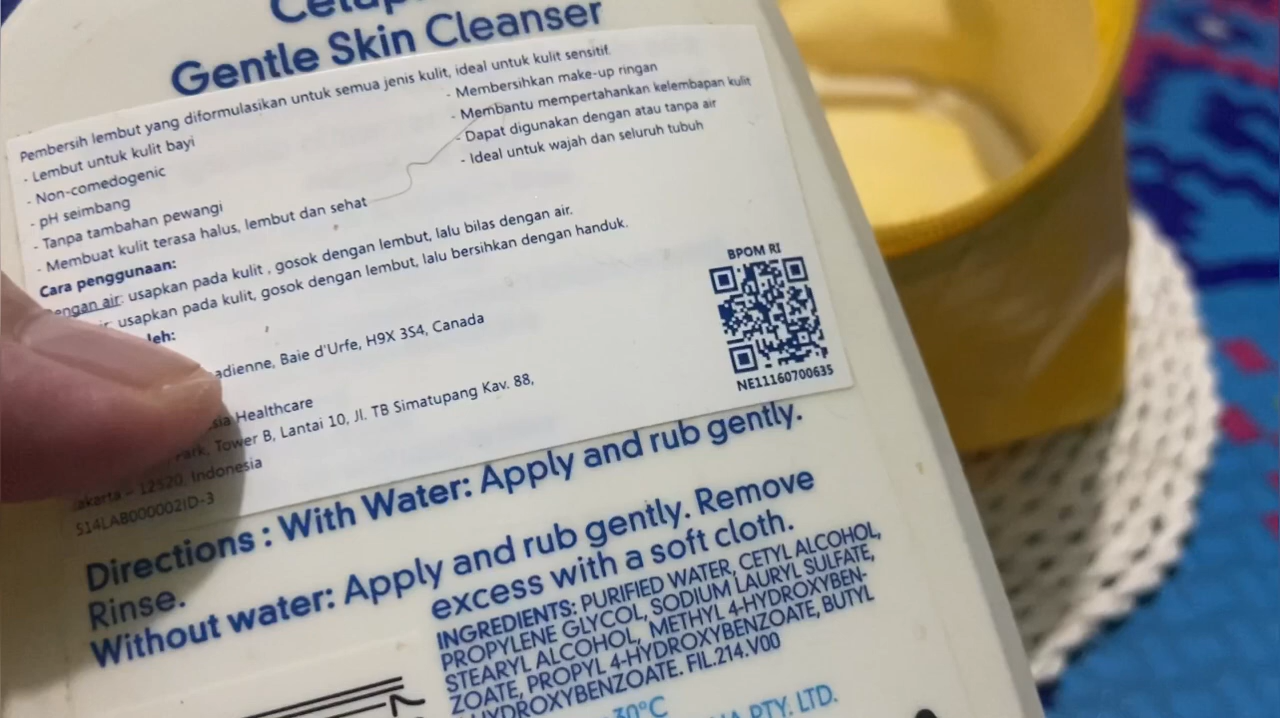 Gentle Skin Cleanser
Pembersih lembut yang diformulasikan untuk semua jenis kulit, ideal untuk kulit sensitif.
- Lembut untuk kulit bayi
- Non-comedogenic
- pH seimbang
- Tanpa tambahan pewangi
- Membuat kulit terasa halus, lembut dan sehat
- Membersihkan make-up ringan
- Membantu mempertahankan kelembapan kulit
- Dapat digunakan dengan atau tanpa air
- Ideal untuk wajah dan seluruh tubuh
Cara penggunaan:
Dengan air: usapkan pada kulit , gosok dengan lembut, lalu bilas dengan air.
usapkan pada kulit, gosok dengan lembut, lalu bersihkan dengan handuk.
Baie d'Urfe, H9X 3S4, Canada
Healthcare
Tower B, Lantai 10, Jl. TB Simatupang Kav. 88,
Jakarta – 12520, Indonesia
S14LAB000002ID-3
BPOM RI
NE11160700635
Directions : With Water: Apply and rub gently.
Rinse.
Without water: Apply and rub gently. Remove
excess with a soft cloth.
INGREDIENTS: PURIFIED WATER, CETYL ALCOHOL,
PROPYLENE GLYCOL, SODIUM LAURYL SULFATE,
STEARYL ALCOHOL, METHYL 4-HYDROXYBEN-
ZOATE, PROPYL 4-HYDROXYBENZOATE, BUTYL
HYDROXYBENZOATE. FIL.214.V00
30°C
PTY. LTD.